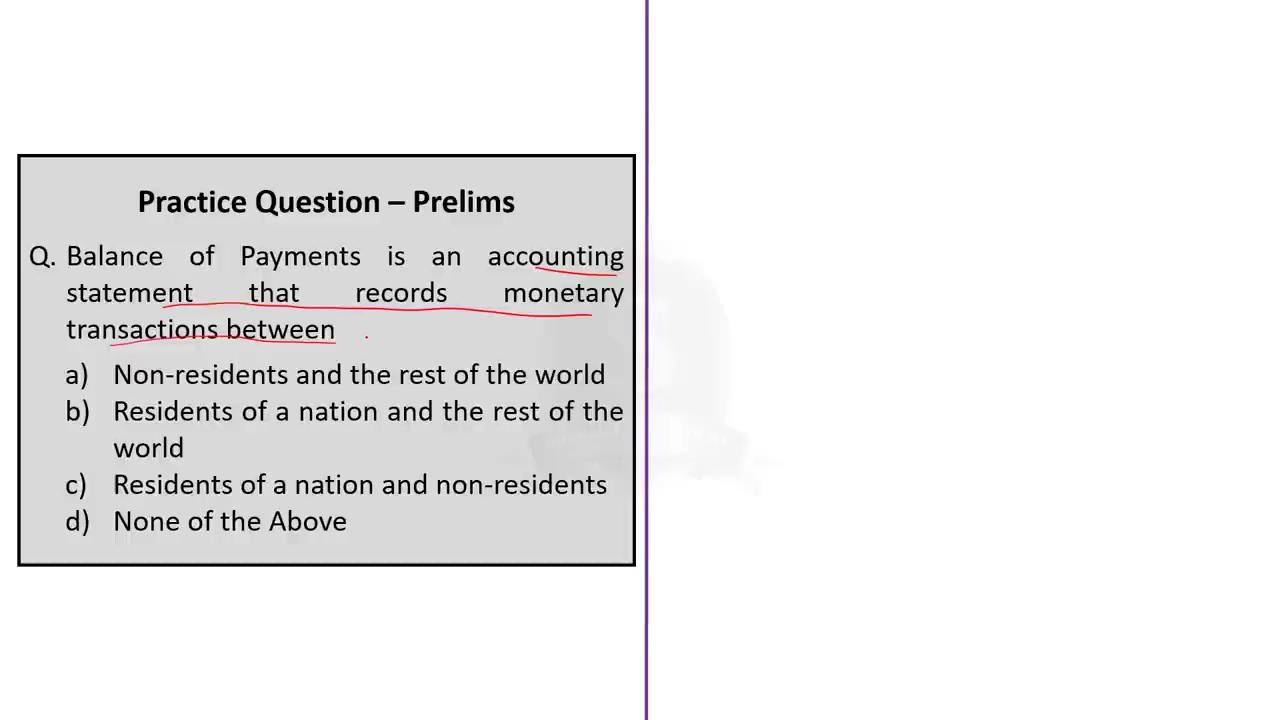 Practice Question – Prelims
Q. Balance of Payments is an accounting
statement that records monetary
transactions between
a) Non-residents and the rest of the world
b) Residents of a nation and the rest of the
world
c) Residents of a nation and non-residents
d) None of the Above